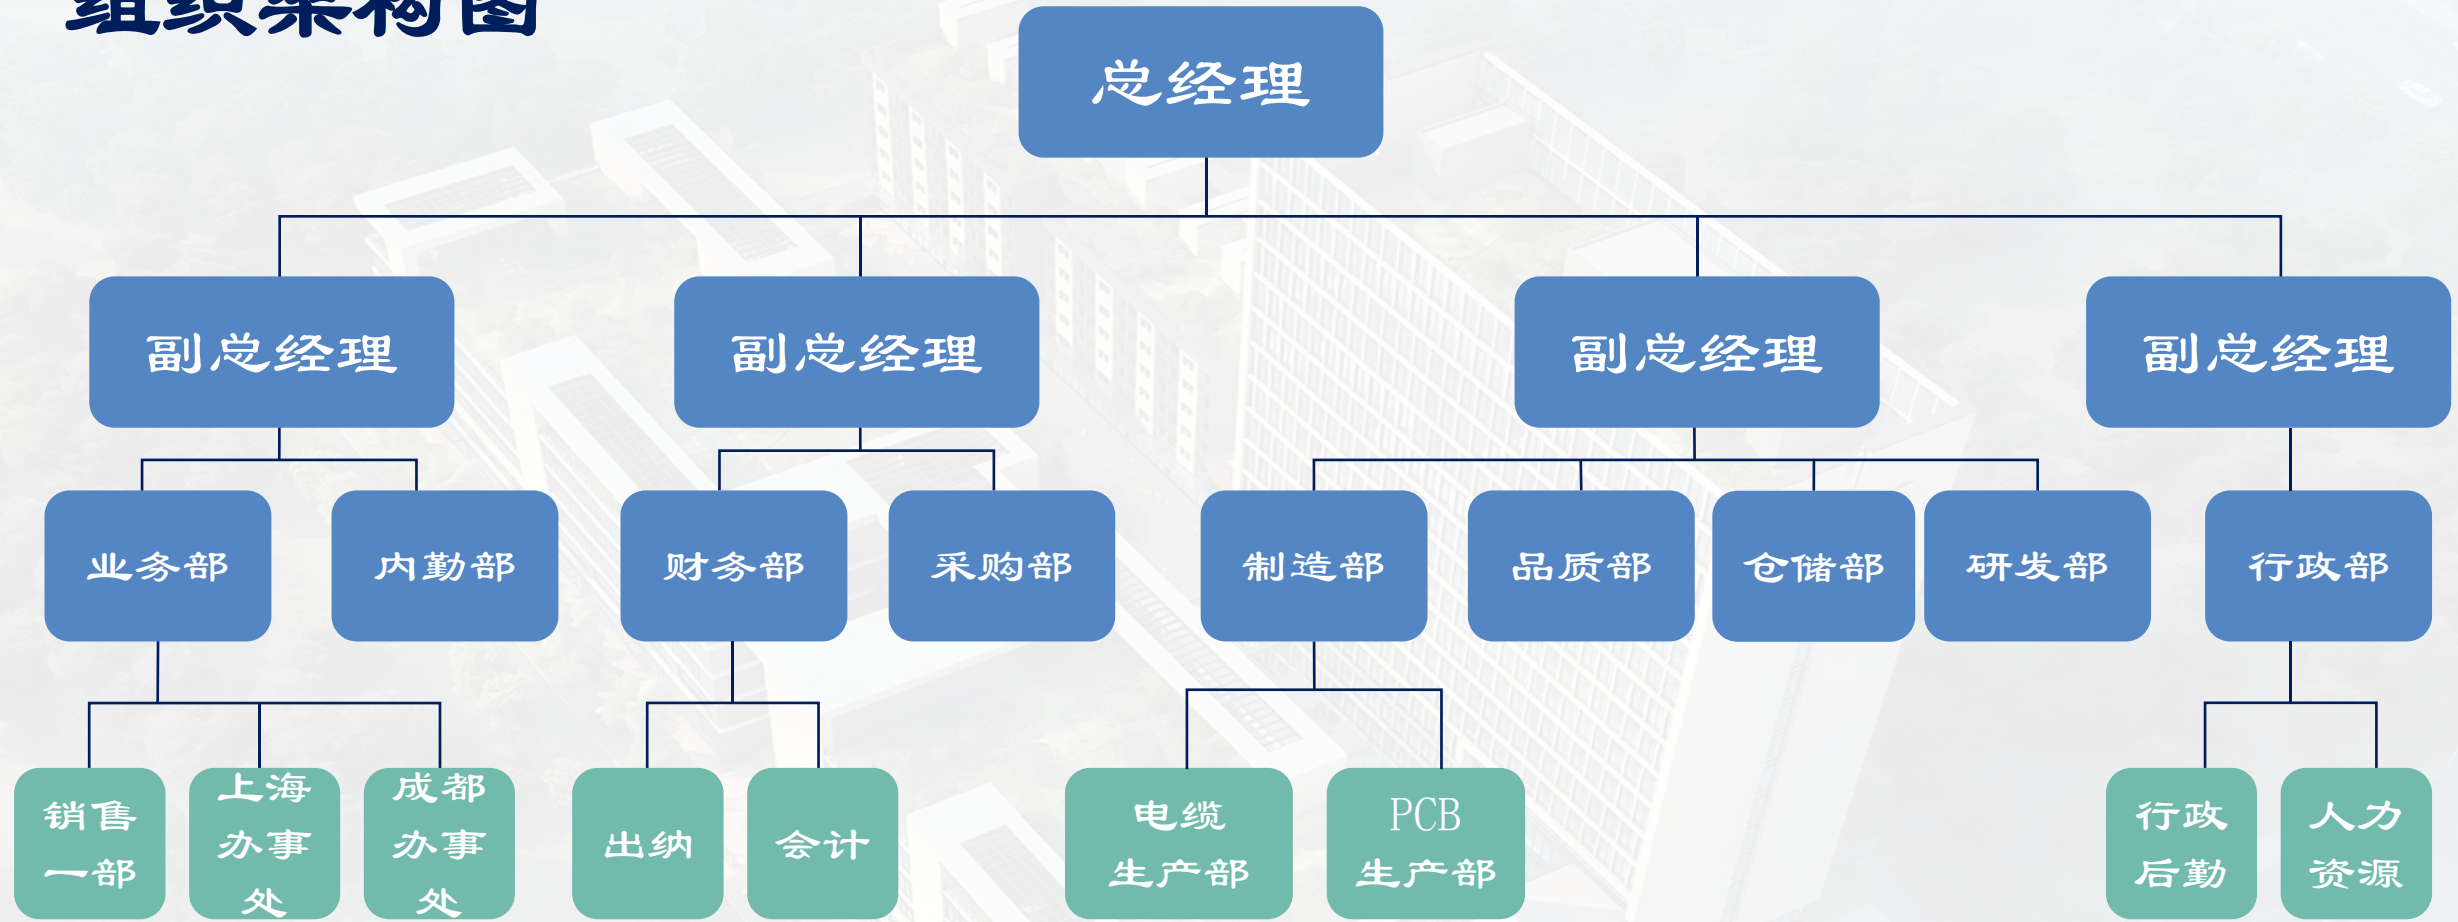 组织架构图
总经理
副总经理
副总经理
副总经理
副总经理
业务部
内勤部
财务部
采购部
制造部
品质部
仓储部
研发部
行政部
销售
一部
上海
办事
处
成都
办事
处
出纳
会计
电缆
生产部
PCB
生产部
行政
后勤
人力
资源